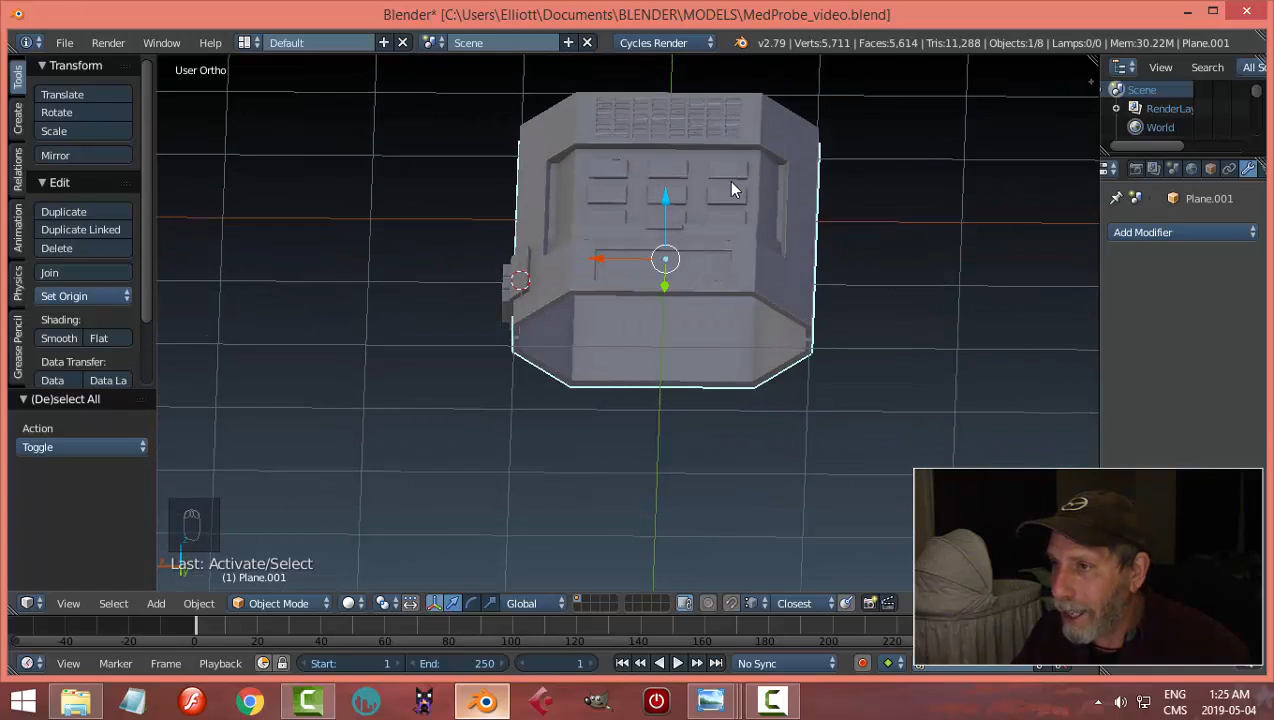 Blender* [C:\Users\Elliott\Documents\BLENDER\MODELS\MedProbe_video.blend]
File Render Window Help Default Scene Cycles Render v2.79 | Verts:5,711 | Faces:5,614 | Tris:11,288 | Objects:1/8 | Lamps:0/0 | Mem:30.22M | Plane.001
Tools
Create
Relations
Animation
Physics
Grease Pencil
Transform
Translate
Rotate
Scale
Mirror
Edit
Duplicate
Duplicate Linked
Delete
Join
Set Origin
Shading:
Smooth Flat
Data Transfer:
Data Data La
(De)select All
Action
Toggle
User Ortho
Last: Activate/Select
(1) Plane.001
View Search All S
Scene
RenderLay
World
Plane.001
Add Modifier
View Select Add Object Object Mode Global Closest
-40 -20 0 20 40 60 80 100 120 140 160 180 200 220
View Marker Frame Playback Start: 1 End: 250 1 No Sync
ENG 1:25 AM
CMS 2019-05-04